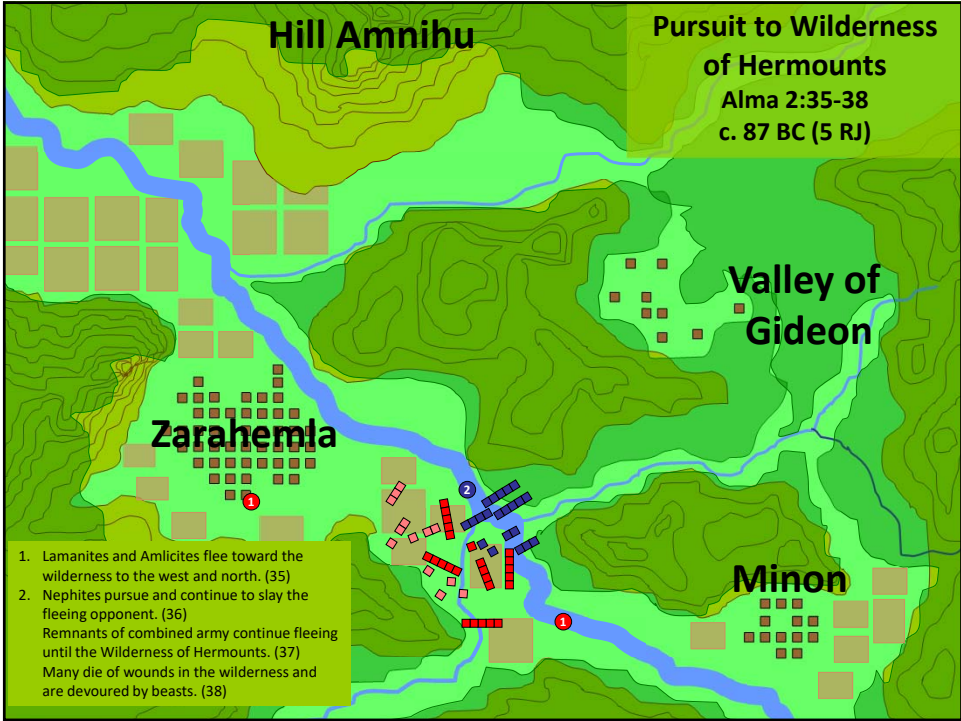 Hill Amnihu
Pursuit to Wilderness
of Hermounts
Alma 2:35-38
c. 87 BC (5 RJ)
Valley of
Gideon
Zarahemla
1
2
1
Minon
1. Lamanites and Amlicites flee toward the
wilderness to the west and north. (35)
2. Nephites pursue and continue to slay the
fleeing opponent. (36)
Remnants of combined army continue fleeing
until the Wilderness of Hermounts. (37)
Many die of wounds in the wilderness and
are devoured by beasts. (38)